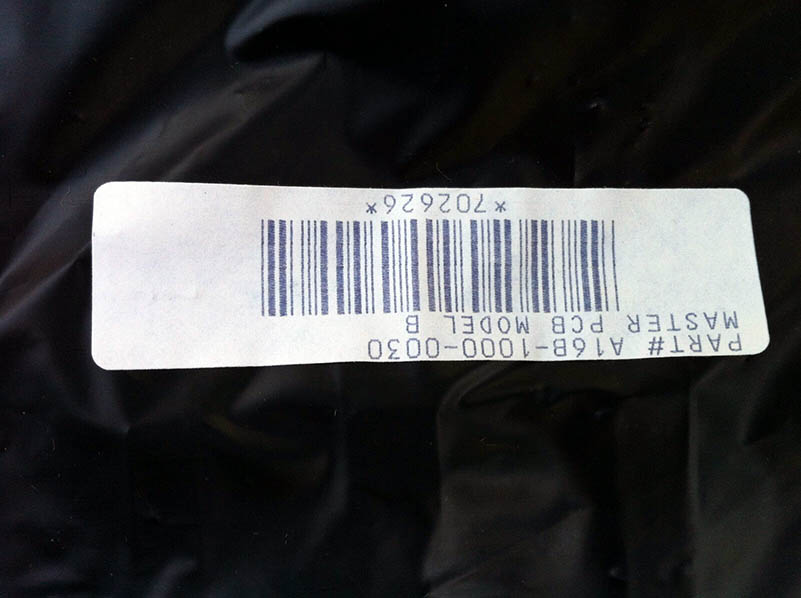 PART# A16B-1000-0030
MASTER PCB MODEL B
*702626*